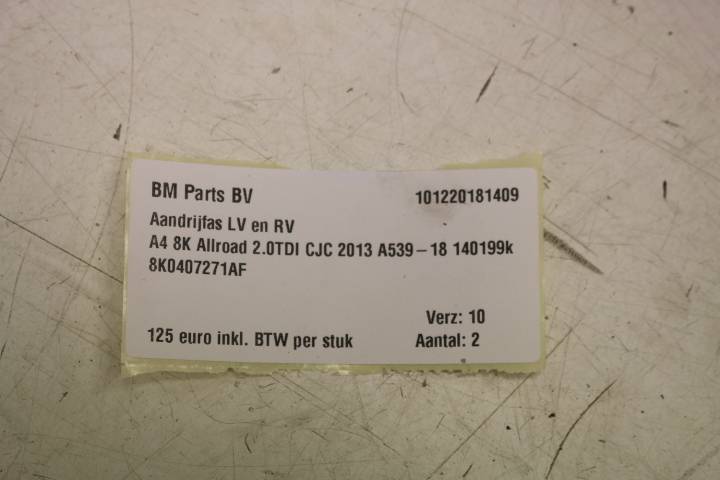 BM Parts BV 101220181409
Aandrijfas LV en RV
A4 8K Allroad 2.0TDI CJC 2013 A539-18 140199k
8K0407271AF
Verz: 10
125 euro inkl. BTW per stuk Aantal: 2